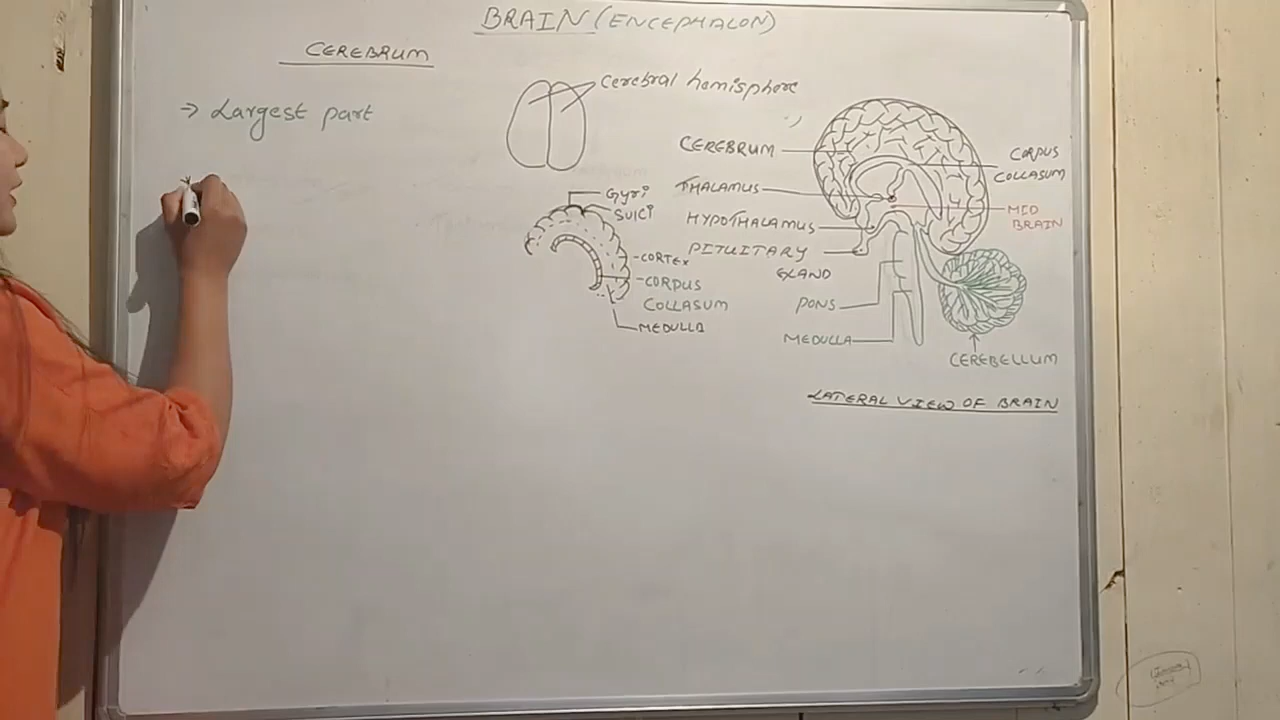 BRAIN (ENCEPHALON)
CEREBRUM
→ Largest part
Cerebral hemisphere
Gyri
Sulci
-CORTEX
-CORPUS
COLLASUM
MEDULLA
CEREBRUM
THALAMUS
HYPOTHALAMUS
PITUITARY
GLAND
PONS
MEDULLA
CORPUS
COLLASUM
MID
BRAIN
CEREBELLUM
LATERAL VIEW OF BRAIN